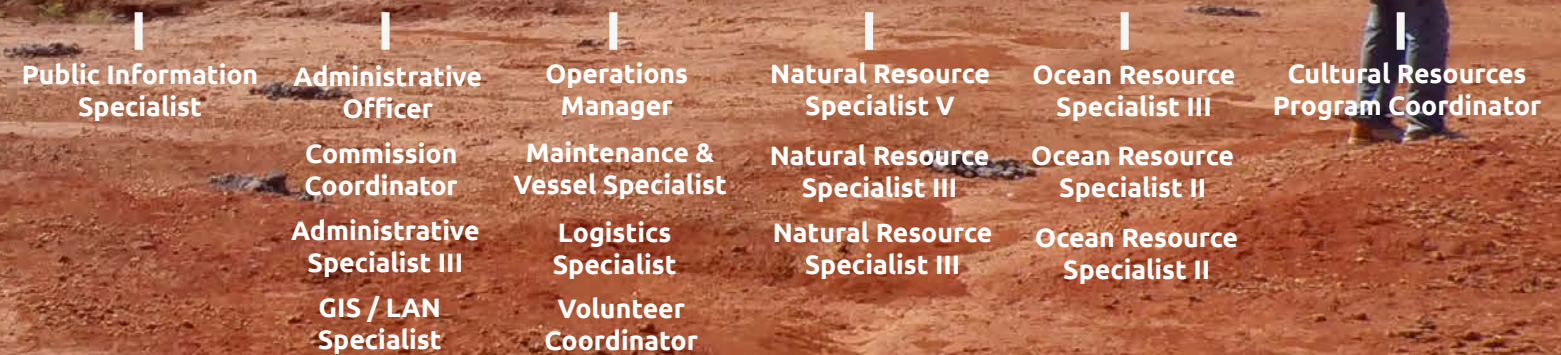 Public Information
Specialist
Administrative
Officer
Commission
Coordinator
Administrative
Specialist III
GIS / LAN
Specialist
Operations
Manager
Maintenance &
Vessel Specialist
Logistics
Specialist
Volunteer
Coordinator
Natural Resource
Specialist V
Natural Resource
Specialist III
Natural Resource
Specialist III
Ocean Resource
Specialist III
Ocean Resource
Specialist II
Ocean Resource
Specialist II
Cultural Resources
Program Coordinator